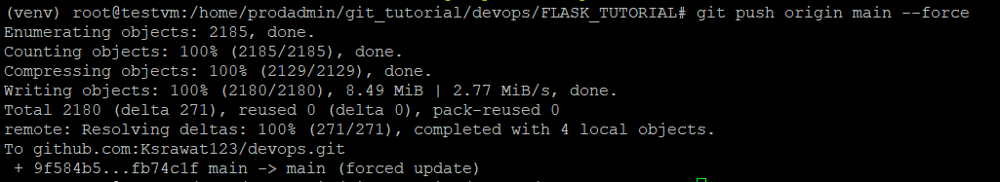 (venv) root@testvm:/home/prodadmin/git_tutorial/devops/FLASK_TUTORIAL# git push origin main --force
Enumerating objects: 2185, done.
Counting objects: 100% (2185/2185), done.
Compressing objects: 100% (2129/2129), done.
Writing objects: 100% (2180/2180), 8.49 MiB | 2.77 MiB/s, done.
Total 2180 (delta 271), reused 0 (delta 0), pack-reused 0
remote: Resolving deltas: 100% (271/271), completed with 4 local objects.
To github.com:Ksrawat123/devops.git
 + 9f584b5...fb74c1f main -> main (forced update)